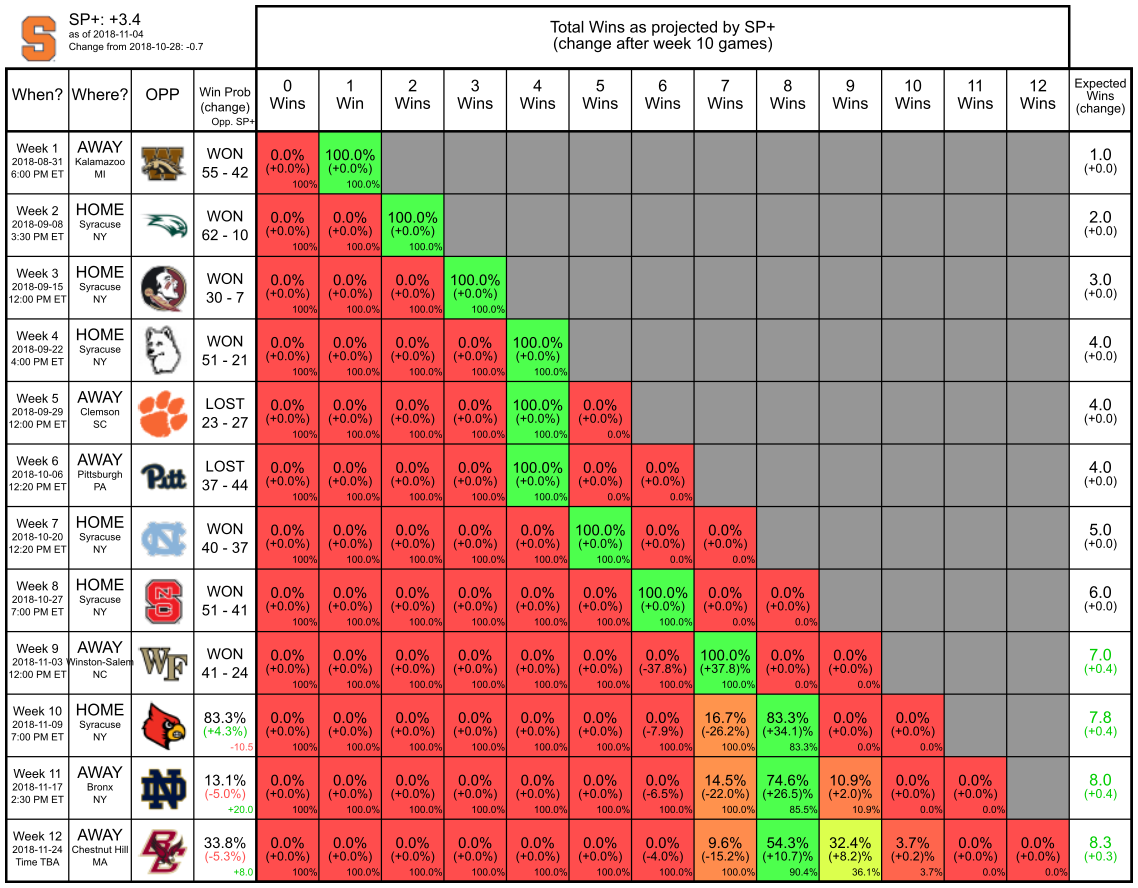 SP+: +3.4
as of 2018-11-04
Change from 2018-10-28: -0.7
Total Wins as projected by SP+
(change after week 10 games)
When? Where? OPP Win Prob (change) Opp. SP+ 0 Wins 1 Win 2 Wins 3 Wins 4 Wins 5 Wins 6 Wins 7 Wins 8 Wins 9 Wins 10 Wins 11 Wins 12 Wins Expected Wins (change)
Week 1 AWAY WON 0.0% 100.0% 1.0
2018-08-31 Kalamazoo (+0.0%) (+0.0%) (+0.0)
6:00 PM ET MI 55 - 42 100% 100.0%
Week 2 HOME WON 0.0% 0.0% 100.0% 2.0
2018-09-08 Syracuse (+0.0%) (+0.0%) (+0.0%) (+0.0)
3:30 PM ET NY 62 - 10 100% 100.0% 100.0%
Week 3 HOME WON 0.0% 0.0% 0.0% 100.0% 3.0
2018-09-15 Syracuse (+0.0%) (+0.0%) (+0.0%) (+0.0%) (+0.0)
12:00 PM ET NY 30 - 7 100% 100.0% 100.0% 100.0%
Week 4 HOME WON 0.0% 0.0% 0.0% 0.0% 100.0% 4.0
2018-09-22 Syracuse (+0.0%) (+0.0%) (+0.0%) (+0.0%) (+0.0%) (+0.0)
4:00 PM ET NY 51 - 21 100% 100.0% 100.0% 100.0% 100.0%
Week 5 AWAY LOST 0.0% 0.0% 0.0% 0.0% 100.0% 0.0% 4.0
2018-09-29 Clemson (+0.0%) (+0.0%) (+0.0%) (+0.0%) (+0.0%) (+0.0%) (+0.0)
12:00 PM ET SC 23 - 27 100% 100.0% 100.0% 100.0% 100.0% 0.0%
Week 6 AWAY Pitt LOST 0.0% 0.0% 0.0% 0.0% 100.0% 0.0% 0.0% 4.0
2018-10-06 Pittsburgh (+0.0%) (+0.0%) (+0.0%) (+0.0%) (+0.0%) (+0.0%) (+0.0%) (+0.0)
12:20 PM ET PA 37 - 44 100% 100.0% 100.0% 100.0% 100.0% 0.0% 0.0%
Week 7 HOME NC WON 0.0% 0.0% 0.0% 0.0% 0.0% 100.0% 0.0% 0.0% 5.0
2018-10-20 Syracuse (+0.0%) (+0.0%) (+0.0%) (+0.0%) (+0.0%) (+0.0%) (+0.0%) (+0.0%) (+0.0)
12:20 PM ET NY 40 - 37 100% 100.0% 100.0% 100.0% 100.0% 100.0% 0.0% 0.0%
Week 8 HOME WON 0.0% 0.0% 0.0% 0.0% 0.0% 0.0% 100.0% 0.0% 0.0% 6.0
2018-10-27 Syracuse (+0.0%) (+0.0%) (+0.0%) (+0.0%) (+0.0%) (+0.0%) (+0.0%) (+0.0%) (+0.0%) (+0.0)
7:00 PM ET NY 51 - 41 100% 100.0% 100.0% 100.0% 100.0% 100.0% 100.0% 0.0% 0.0%
Week 9 AWAY WF WON 0.0% 0.0% 0.0% 0.0% 0.0% 0.0% 0.0% 100.0% 0.0% 0.0% 7.0
2018-11-03 Winston-Salem (+0.0%) (+0.0%) (+0.0%) (+0.0%) (+0.0%) (+0.0%) (-37.8%) (+37.8)% (+0.0%) (+0.0%) (+0.4)
12:00 PM ET NC 41 - 24 100% 100.0% 100.0% 100.0% 100.0% 100.0% 100.0% 100.0% 0.0% 0.0%
Week 10 HOME 83.3% 0.0% 0.0% 0.0% 0.0% 0.0% 0.0% 0.0% 16.7% 83.3% 0.0% 0.0% 7.8
2018-11-09 Syracuse (+4.3%) (+0.0%) (+0.0%) (+0.0%) (+0.0%) (+0.0%) (+0.0%) (-7.9%) (-26.2%) (+34.1)% (+0.0%) (+0.0%) (+0.4)
7:00 PM ET NY -10.5 100% 100.0% 100.0% 100.0% 100.0% 100.0% 100.0% 100.0% 83.3% 0.0% 0.0%
Week 11 AWAY ND 13.1% 0.0% 0.0% 0.0% 0.0% 0.0% 0.0% 0.0% 14.5% 74.6% 10.9% 0.0% 0.0% 8.0
2018-11-17 Bronx (-5.0%) (+0.0%) (+0.0%) (+0.0%) (+0.0%) (+0.0%) (+0.0%) (-6.5%) (-22.0%) (+26.5)% (+2.0)% (+0.0%) (+0.0%) (+0.4)
2:30 PM ET NY +20.0 100% 100.0% 100.0% 100.0% 100.0% 100.0% 100.0% 100.0% 85.5% 10.9% 0.0% 0.0%
Week 12 AWAY BC 33.8% 0.0% 0.0% 0.0% 0.0% 0.0% 0.0% 0.0% 9.6% 54.3% 32.4% 3.7% 0.0% 0.0% 8.3
2018-11-24 Chestnut Hill (-5.3%) (+0.0%) (+0.0%) (+0.0%) (+0.0%) (+0.0%) (+0.0%) (-4.0%) (-15.2%) (+10.7)% (+8.2)% (+0.2)% (+0.0%) (+0.0%) (+0.3)
Time TBA MA +8.0 100% 100.0% 100.0% 100.0% 100.0% 100.0% 100.0% 100.0% 90.4% 36.1% 3.7% 0.0% 0.0%